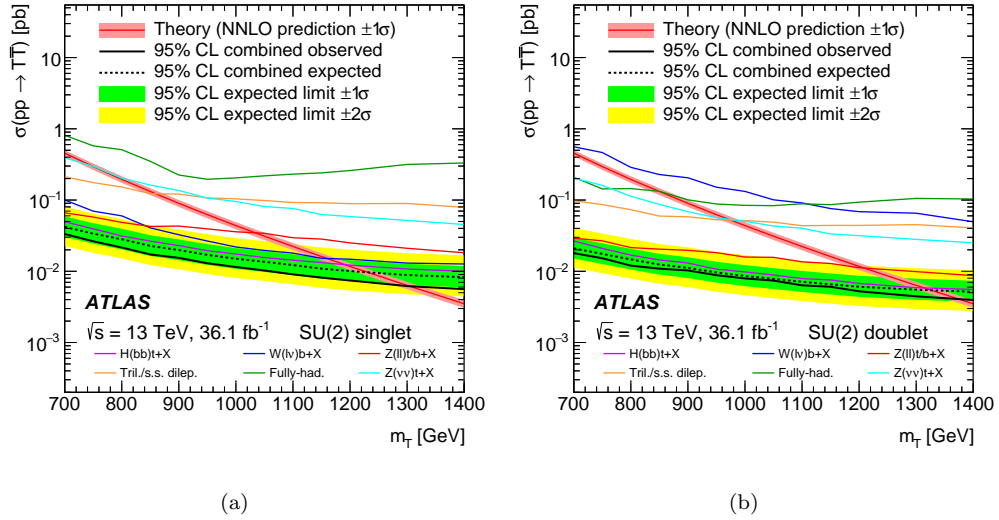 σ(pp → TT̅) [pb]
10
1
10⁻¹
10⁻²
10⁻³
Theory (NNLO prediction ±1σ)
95% CL combined observed
95% CL combined expected
95% CL expected limit ±1σ
95% CL expected limit ±2σ
ATLAS
√s = 13 TeV, 36.1 fb⁻¹ SU(2) singlet
H(bb)t+X W(lν)b+X Z(ll)t/b+X
Tril./s.s. dilep. Fully-had. Z(νν)t+X
700 800 900 1000 1100 1200 1300 1400
m_T [GeV]
(a)
σ(pp → TT̅) [pb]
10
1
10⁻¹
10⁻²
10⁻³
Theory (NNLO prediction ±1σ)
95% CL combined observed
95% CL combined expected
95% CL expected limit ±1σ
95% CL expected limit ±2σ
ATLAS
√s = 13 TeV, 36.1 fb⁻¹ SU(2) doublet
H(bb)t+X W(lν)b+X Z(ll)t/b+X
Tril./s.s. dilep. Fully-had. Z(νν)t+X
700 800 900 1000 1100 1200 1300 1400
m_T [GeV]
(b)